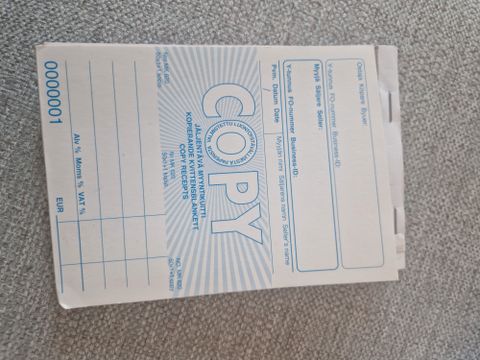 Ostaja Köpare Buyer:
Y-tunnus FO-nummer Business-ID:
Myyjä Säljare Seller:
Y-tunnus FO-nummer Business-ID:
Pvm. Datum Date
Myyjän nimi Säljarens namn Seller's name
COPY
JÄLJENTÄVÄ MYYNTIKUITTI
KOPIERANDE KVITTENSBLANKETT
COPY RECEIPTS
Alv % Moms % VAT %
EUR
0000001